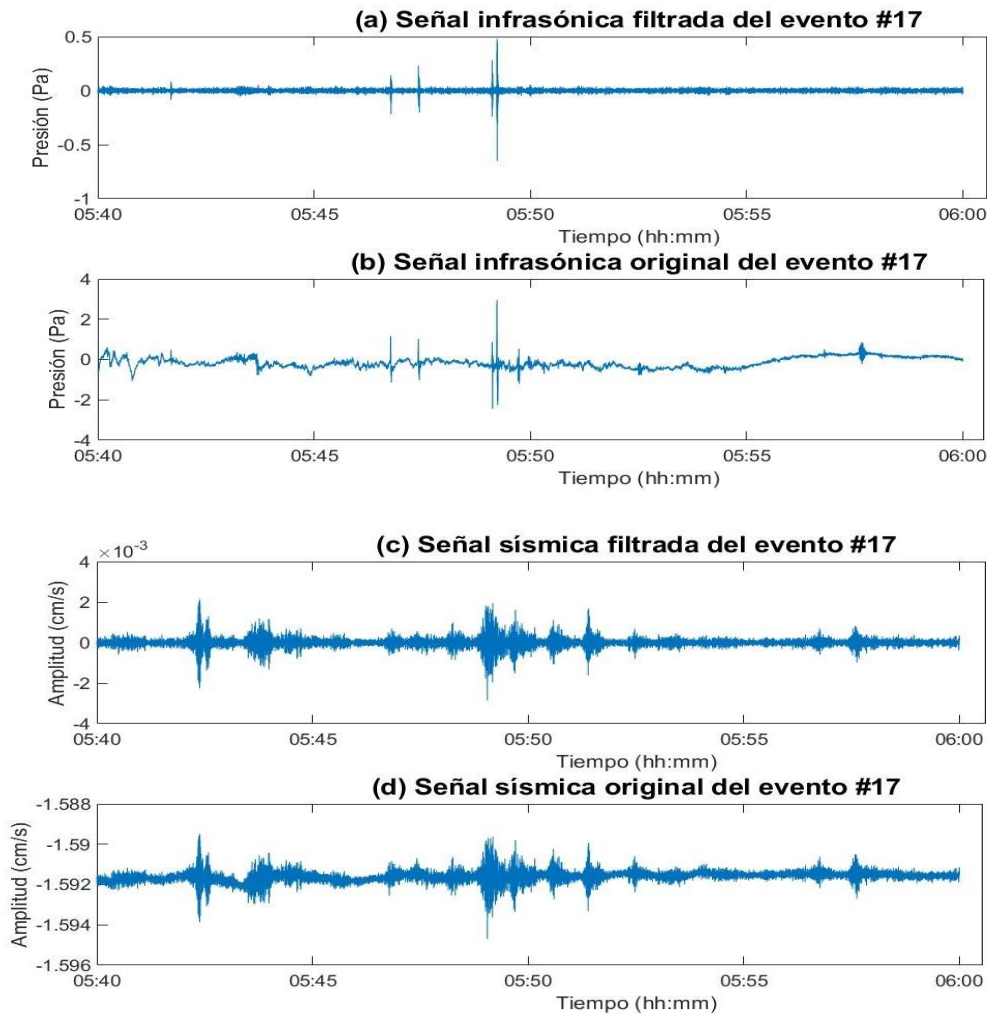 (a) Señal infrasónica filtrada del evento #17
0.5
0
-0.5
-1
Presión (Pa)
05:40 05:45 05:50 05:55 06:00
Tiempo (hh:mm)
(b) Señal infrasónica original del evento #17
4
2
0
-2
-4
Presión (Pa)
05:40 05:45 05:50 05:55 06:00
Tiempo (hh:mm)
(c) Señal sísmica filtrada del evento #17
×10⁻³
4
2
0
-2
-4
Amplitud (cm/s)
05:40 05:45 05:50 05:55 06:00
Tiempo (hh:mm)
(d) Señal sísmica original del evento #17
-1.588
-1.59
-1.592
-1.594
-1.596
Amplitud (cm/s)
05:40 05:45 05:50 05:55 06:00
Tiempo (hh:mm)